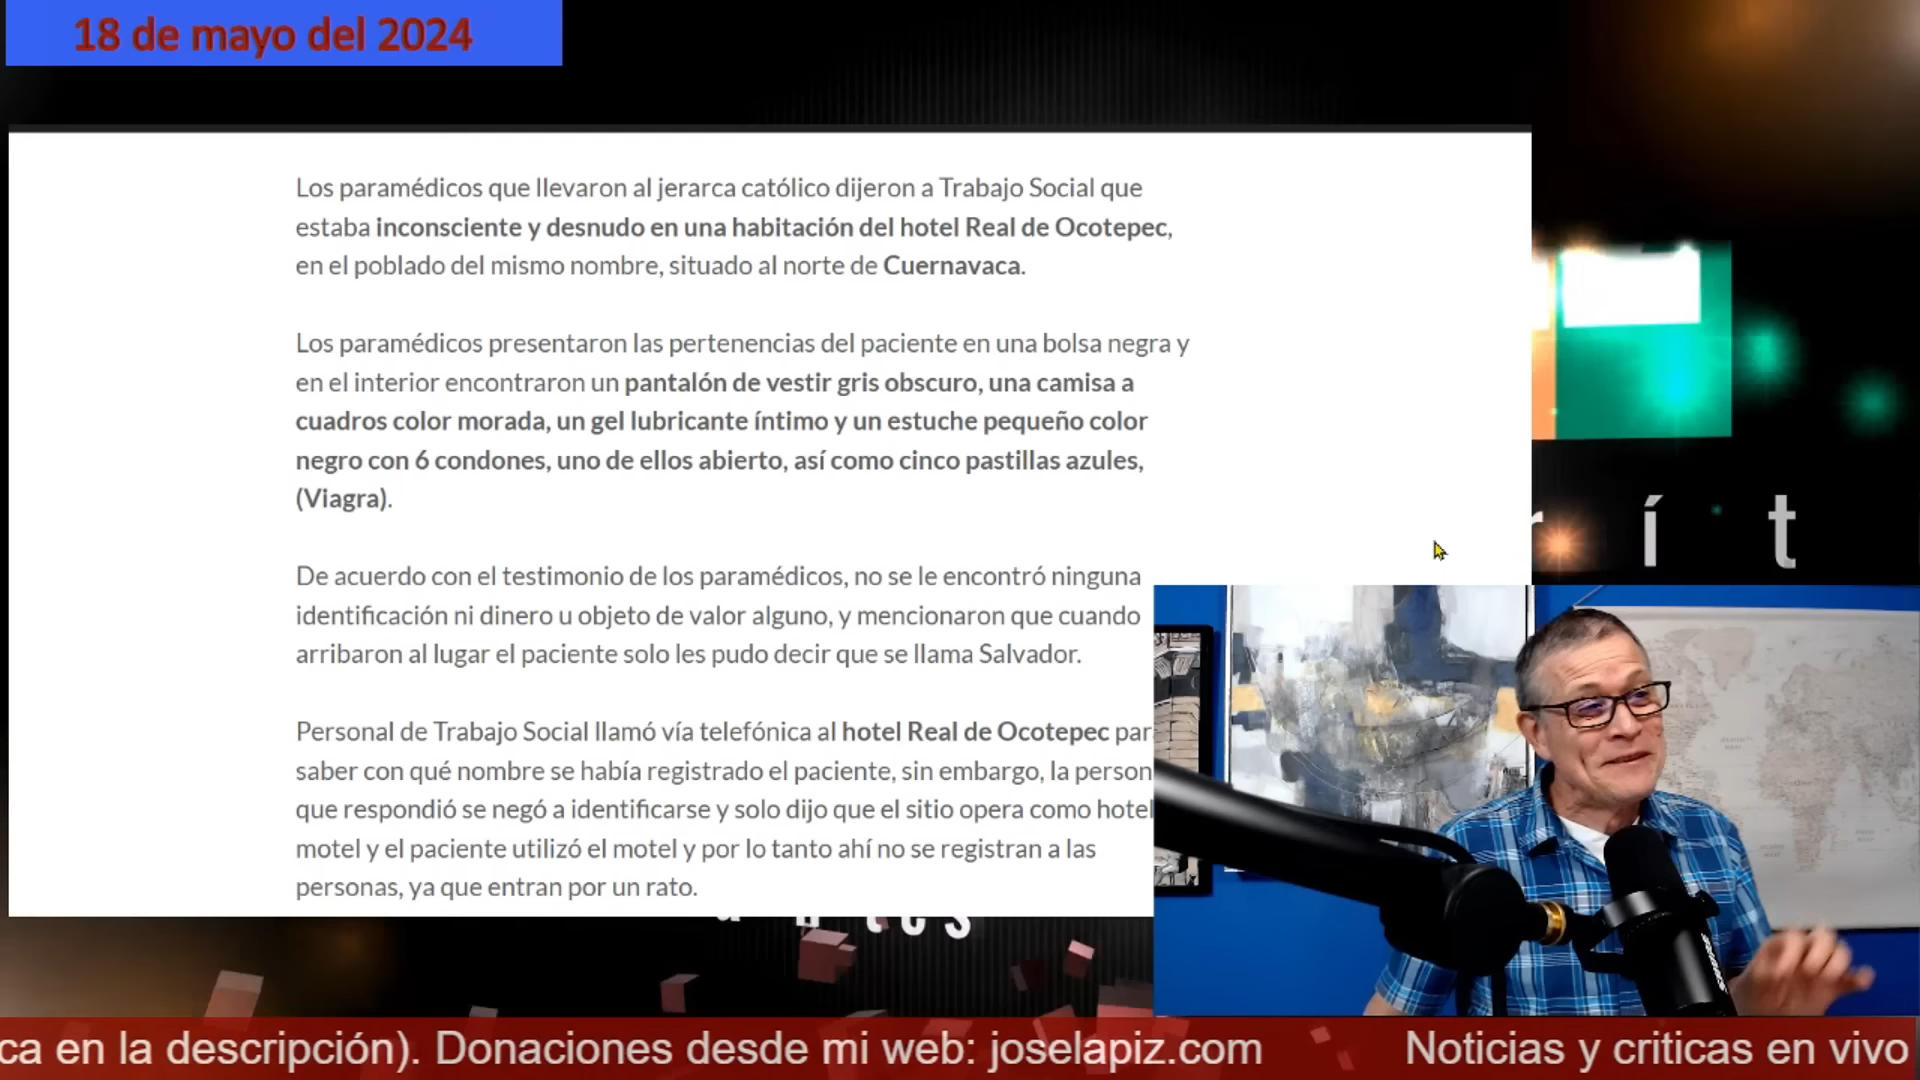 18 de mayo del 2024
Los paramédicos que llevaron al jerarca católico dijeron a Trabajo Social que
estaba inconsciente y desnudo en una habitación del hotel Real de Ocotepec,
en el poblado del mismo nombre, situado al norte de Cuernavaca.
Los paramédicos presentaron las pertenencias del paciente en una bolsa negra y
en el interior encontraron un pantalón de vestir gris obscuro, una camisa a
cuadros color morada, un gel lubricante íntimo y un estuche pequeño color
negro con 6 condones, uno de ellos abierto, así como cinco pastillas azules,
(Viagra).
De acuerdo con el testimonio de los paramédicos, no se le encontró ninguna
identificación ni dinero u objeto de valor alguno, y mencionaron que cuando
arribaron al lugar el paciente solo les pudo decir que se llama Salvador.
Personal de Trabajo Social llamó vía telefónica al hotel Real de Ocotepec par
saber con qué nombre se había registrado el paciente, sin embargo, la person
que respondió se negó a identificarse y solo dijo que el sitio opera como hotel
motel y el paciente utilizó el motel y por lo tanto ahí no se registran a las
personas, ya que entran por un rato.
r í t
ca en la descripción). Donaciones desde mi web: joselapiz.com Noticias y criticas en vivo